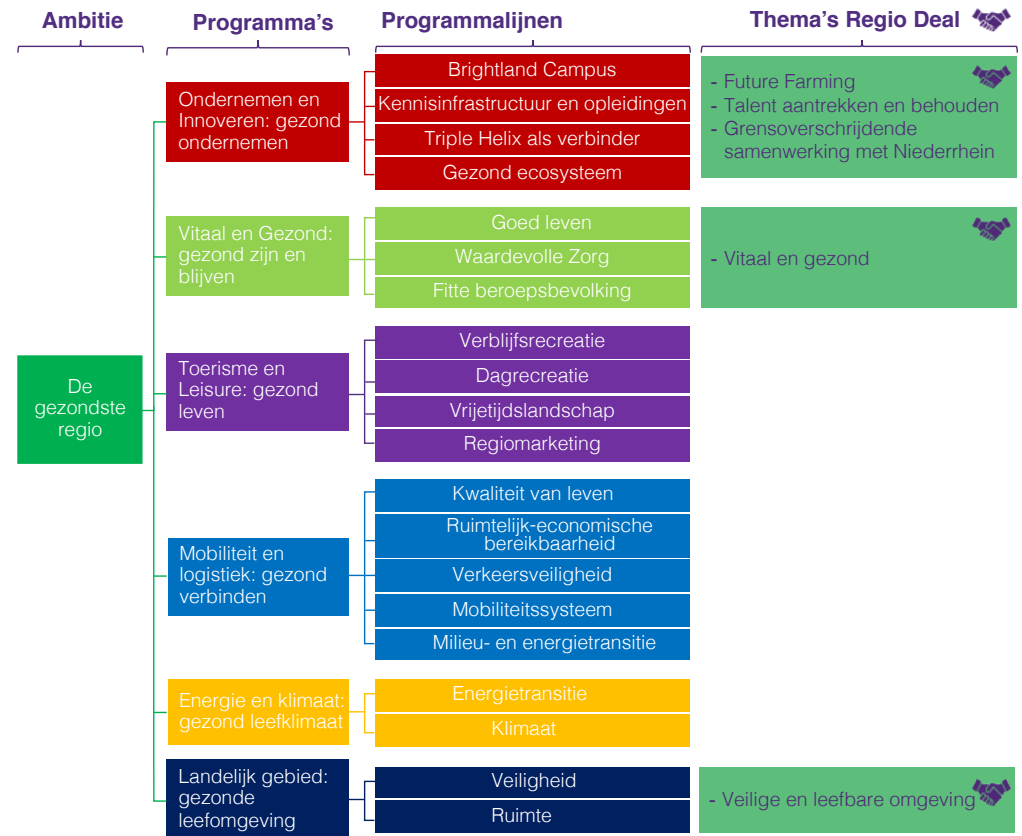 Ambitie
Programma's
Programmalijnen
Thema's Regio Deal
De
gezondste
regio
Ondernemen en
Innoveren: gezond
ondernemen
Brightland Campus
Kennisinfrastructuur en opleidingen
Triple Helix als verbinder
Gezond ecosysteem
- Future Farming
- Talent aantrekken en behouden
- Grensoverschrijdende
samenwerking met Niederrhein
Vitaal en Gezond:
gezond zijn en
blijven
Goed leven
Waardevolle Zorg
Fitte beroepsbevolking
- Vitaal en gezond
Toerisme en
Leisure: gezond
leven
Verblijfsrecreatie
Dagrecreatie
Vrijetijdslandschap
Regiomarketing
Mobiliteit en
logistiek: gezond
verbinden
Kwaliteit van leven
Ruimtelijk-economische
bereikbaarheid
Verkeersveiligheid
Mobiliteitssysteem
Milieu- en energietransitie
Energie en klimaat:
gezond leefklimaat
Energietransitie
Klimaat
Landelijk gebied:
gezonde
leefomgeving
Veiligheid
Ruimte
- Veilige en leefbare omgeving